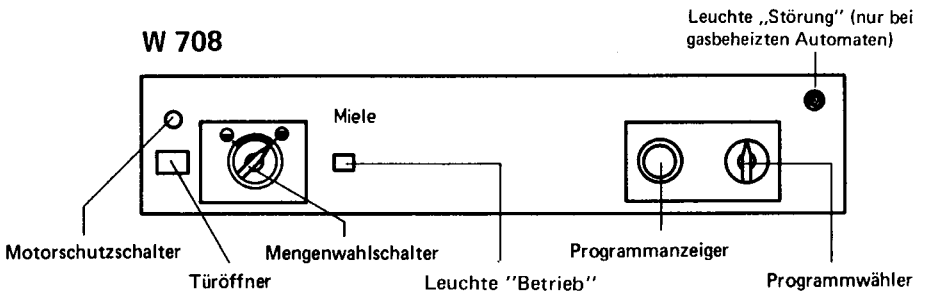 Leuchte „Störung" (nur bei
gasbeheizten Automaten)
W 708
Miele
Motorschutzschalter
Mengenwahlschalter
Programmanzeiger
Türöffner
Leuchte "Betrieb"
Programmwähler